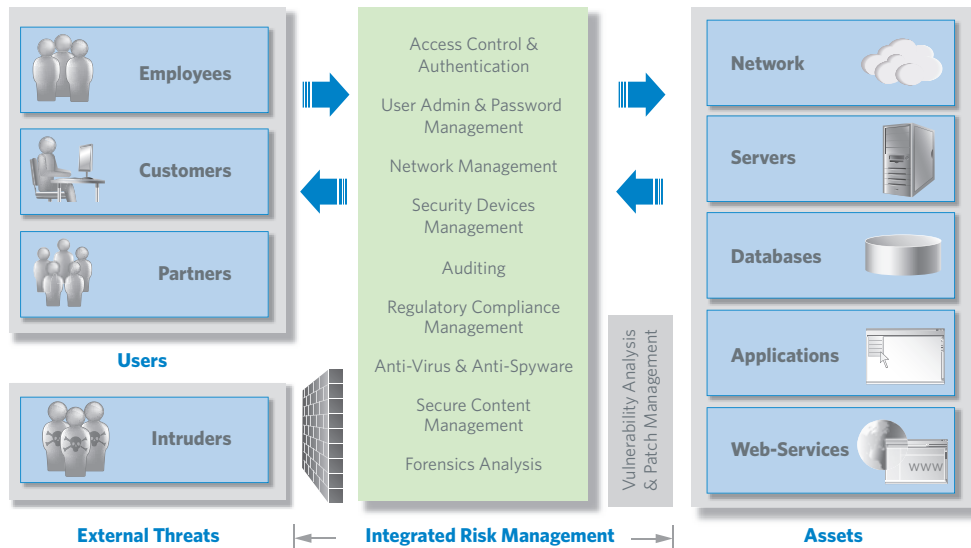 Employees
Customers
Partners
Users
Intruders
External Threats
Access Control &
Authentication
User Admin & Password
Management
Network Management
Security Devices
Management
Auditing
Regulatory Compliance
Management
Anti-Virus & Anti-Spyware
Secure Content
Management
Forensics Analysis
Integrated Risk Management
Vulnerability Analysis
& Patch Management
Network
Servers
Databases
Applications
Web-Services
WWW
Assets